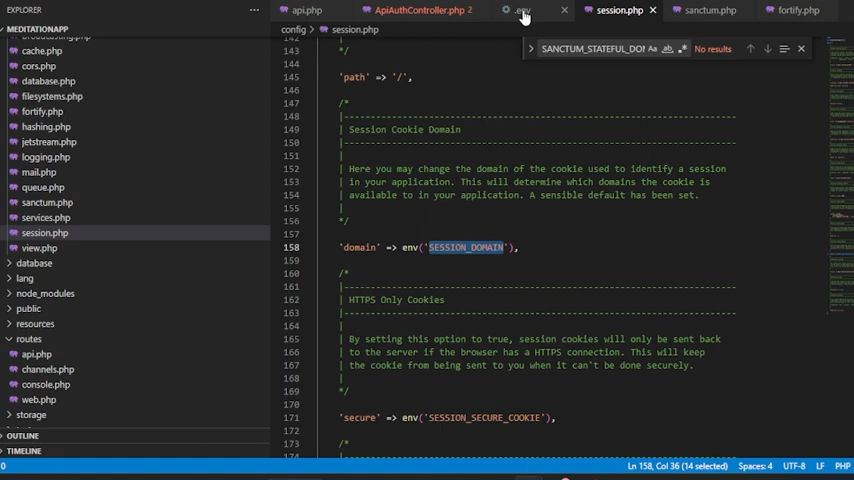 EXPLORER
MEDITATIONAPP
cache.php
cors.php
database.php
filesystems.php
fortify.php
hashing.php
jetstream.php
logging.php
mail.php
queue.php
sanctum.php
services.php
session.php
view.php
database
lang
node_modules
public
resources
routes
api.php
channels.php
console.php
web.php
storage
OUTLINE
TIMELINE
api.php
ApiAuthController.php 2
.env
session.php
sanctum.php
fortify.php
config > session.php
SANCTUM_STATEFUL_DOM Aa ab No results
142
143 */
144
145 'path' => '/',
146
147 /*
148 |--------------------------------------------------------------------------
149 | Session Cookie Domain
150 |--------------------------------------------------------------------------
151 |
152 | Here you may change the domain of the cookie used to identify a session
153 | in your application. This will determine which domains the cookie is
154 | available to in your application. A sensible default has been set.
155 |
156 */
157
158 'domain' => env('SESSION_DOMAIN'),
159
160 /*
161 |--------------------------------------------------------------------------
162 | HTTPS Only Cookies
163 |--------------------------------------------------------------------------
164 |
165 | By setting this option to true, session cookies will only be sent back
166 | to the server if the browser has a HTTPS connection. This will keep
167 | the cookie from being sent to you when it can't be done securely.
168 |
169 */
170
171 'secure' => env('SESSION_SECURE_COOKIE'),
172
173 /*
174 |--------------------------------------------------------------------------
0
Ln 158, Col 36 (14 selected) Spaces: 4 UTF-8 LF PHP